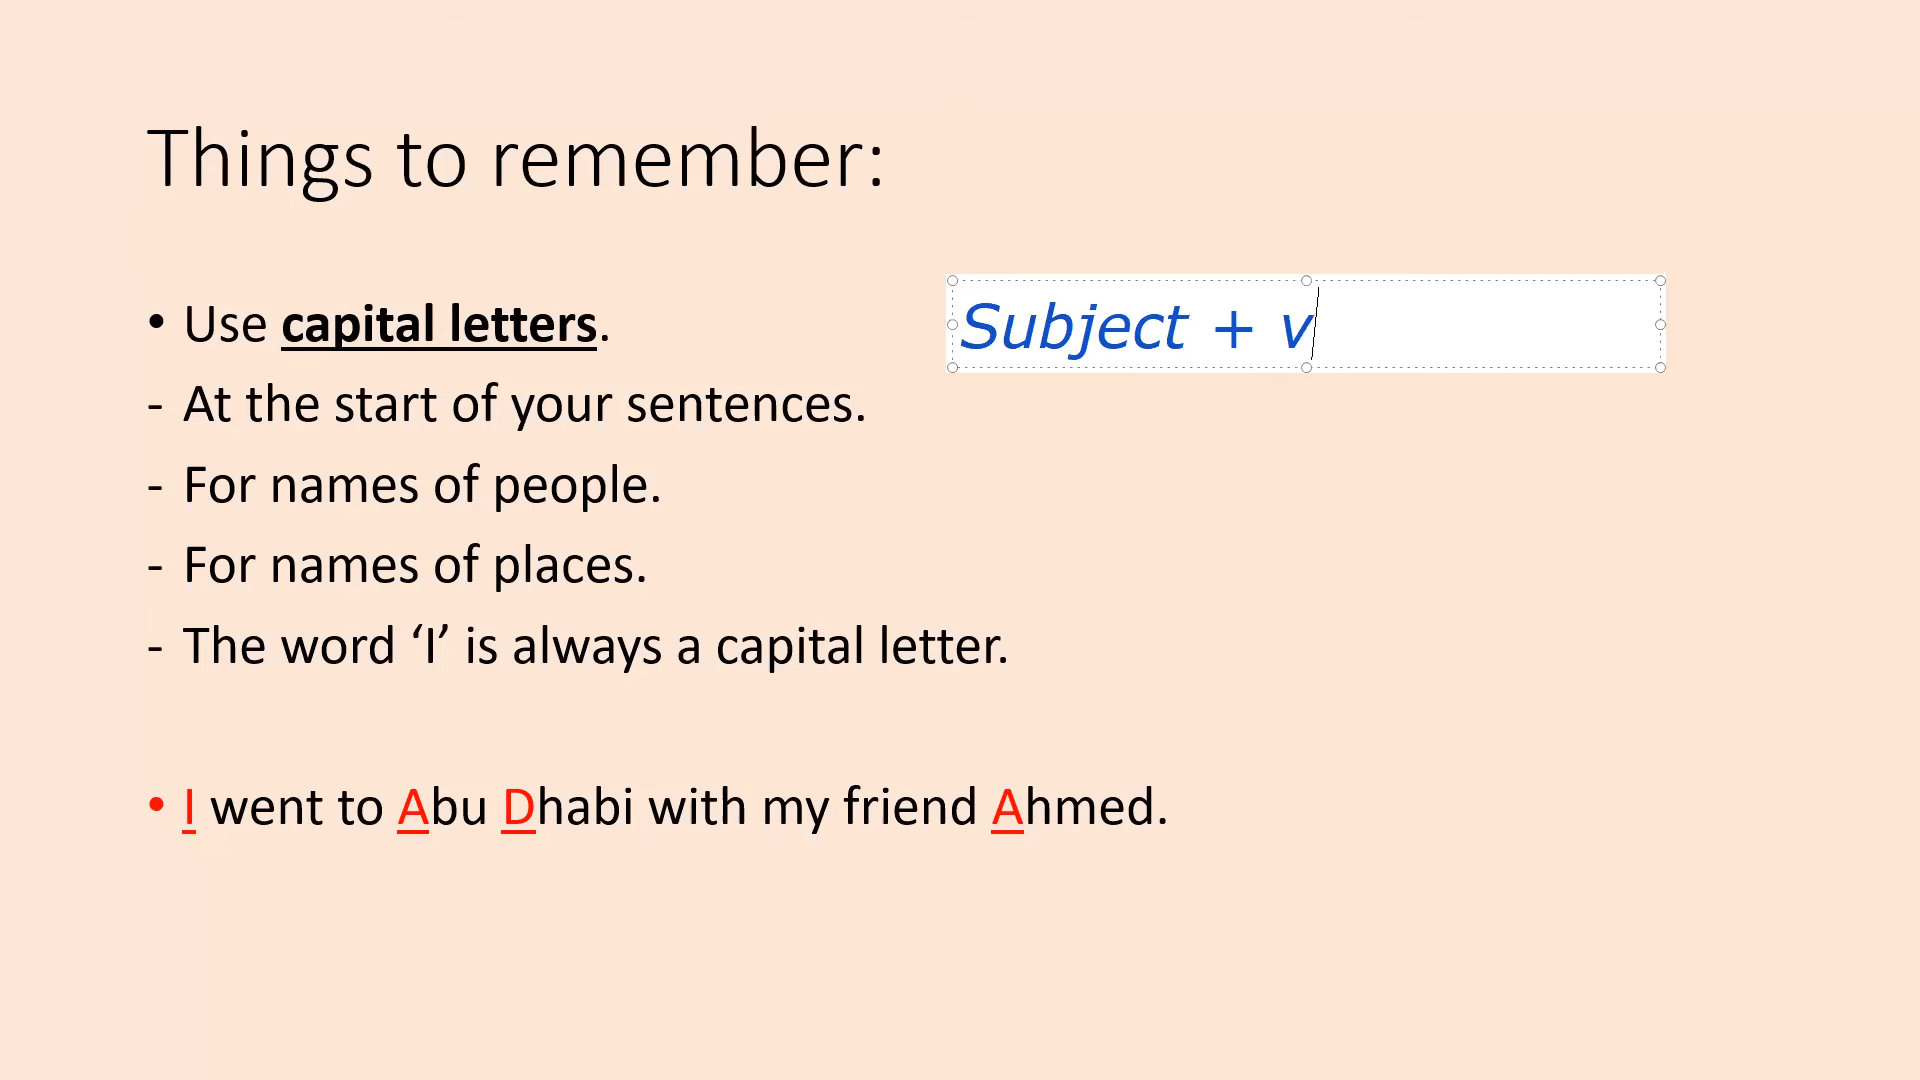 Things to remember:
• Use capital letters.
Subject + v
- At the start of your sentences.
- For names of people.
- For names of places.
- The word ‘I’ is always a capital letter.
• I went to Abu Dhabi with my friend Ahmed.